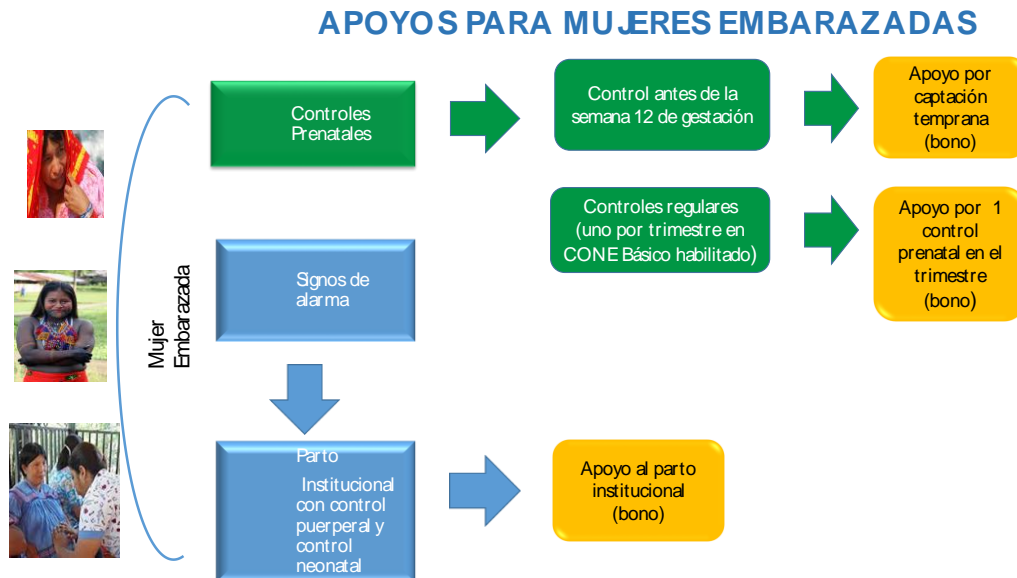 APOYOS PARA MUJERES EMBARAZADAS
Controles
Prenatales
Control antes de la
semana 12 de gestación
Apoyo por
captación
temprana
(bono)
Controles regulares
(uno por trimestre en
CONE Básico habilitado)
Apoyo por 1
control
prenatal en el
trimestre
(bono)
Mujer
Embarazada
Signos de
alarma
Parto
Institucional
con control
puerperal y
control
neonatal
Apoyo al parto
institucional
(bono)